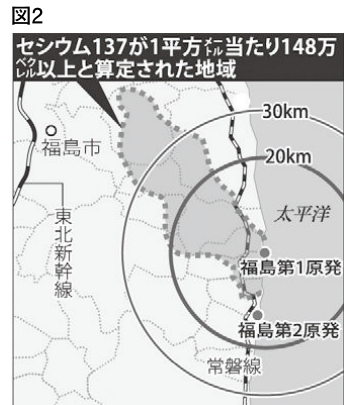 図2
セシウム137が1平方メートル当たり148万
ベクレル以上と算定された地域
30km
福島市
20km
太平洋
東北新幹線
福島第1原発
福島第2原発
常磐線